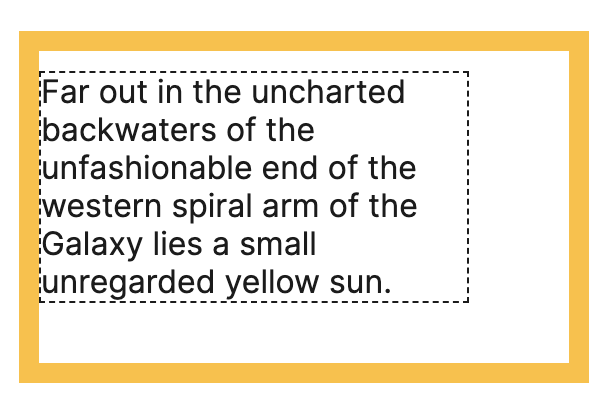 Far out in the uncharted
backwaters of the
unfashionable end of the
western spiral arm of the
Galaxy lies a small
unregarded yellow sun.